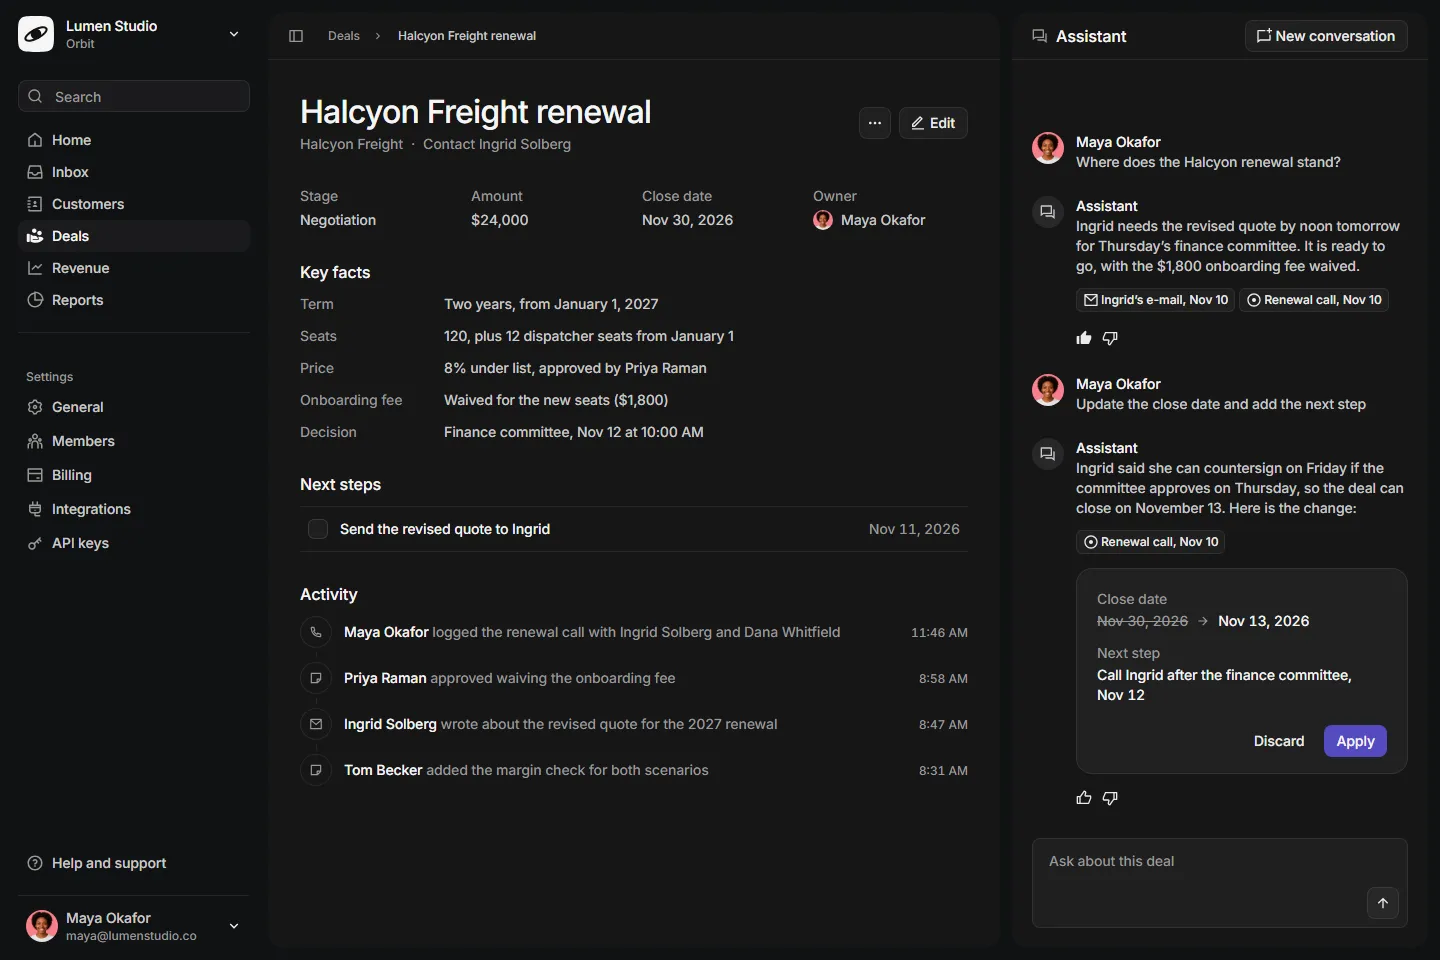 Lumen Studio
Orbit
Search
Home
Inbox
Customers
Deals
Revenue
Reports
Settings
General
Members
Billing
Integrations
API keys
Help and support
Maya Okafor
maya@lumenstudio.co
Deals > Halcyon Freight renewal
Halcyon Freight renewal
Halcyon Freight · Contact Ingrid Solberg
Edit
Stage Amount Close date Owner
Negotiation $24,000 Nov 30, 2026 Maya Okafor
Key facts
Term Two years, from January 1, 2027
Seats 120, plus 12 dispatcher seats from January 1
Price 8% under list, approved by Priya Raman
Onboarding fee Waived for the new seats ($1,800)
Decision Finance committee, Nov 12 at 10:00 AM
Next steps
Send the revised quote to Ingrid Nov 11, 2026
Activity
Maya Okafor logged the renewal call with Ingrid Solberg and Dana Whitfield 11:46 AM
Priya Raman approved waiving the onboarding fee 8:58 AM
Ingrid Solberg wrote about the revised quote for the 2027 renewal 8:47 AM
Tom Becker added the margin check for both scenarios 8:31 AM
Assistant
New conversation
Maya Okafor
Where does the Halcyon renewal stand?
Assistant
Ingrid needs the revised quote by noon tomorrow
for Thursday’s finance committee. It is ready to
go, with the $1,800 onboarding fee waived.
Ingrid’s e-mail, Nov 10 Renewal call, Nov 10
Maya Okafor
Update the close date and add the next step
Assistant
Ingrid said she can countersign on Friday if the
committee approves on Thursday, so the deal can
close on November 13. Here is the change:
Renewal call, Nov 10
Close date
Nov 30, 2026 → Nov 13, 2026
Next step
Call Ingrid after the finance committee,
Nov 12
Discard Apply
Ask about this deal